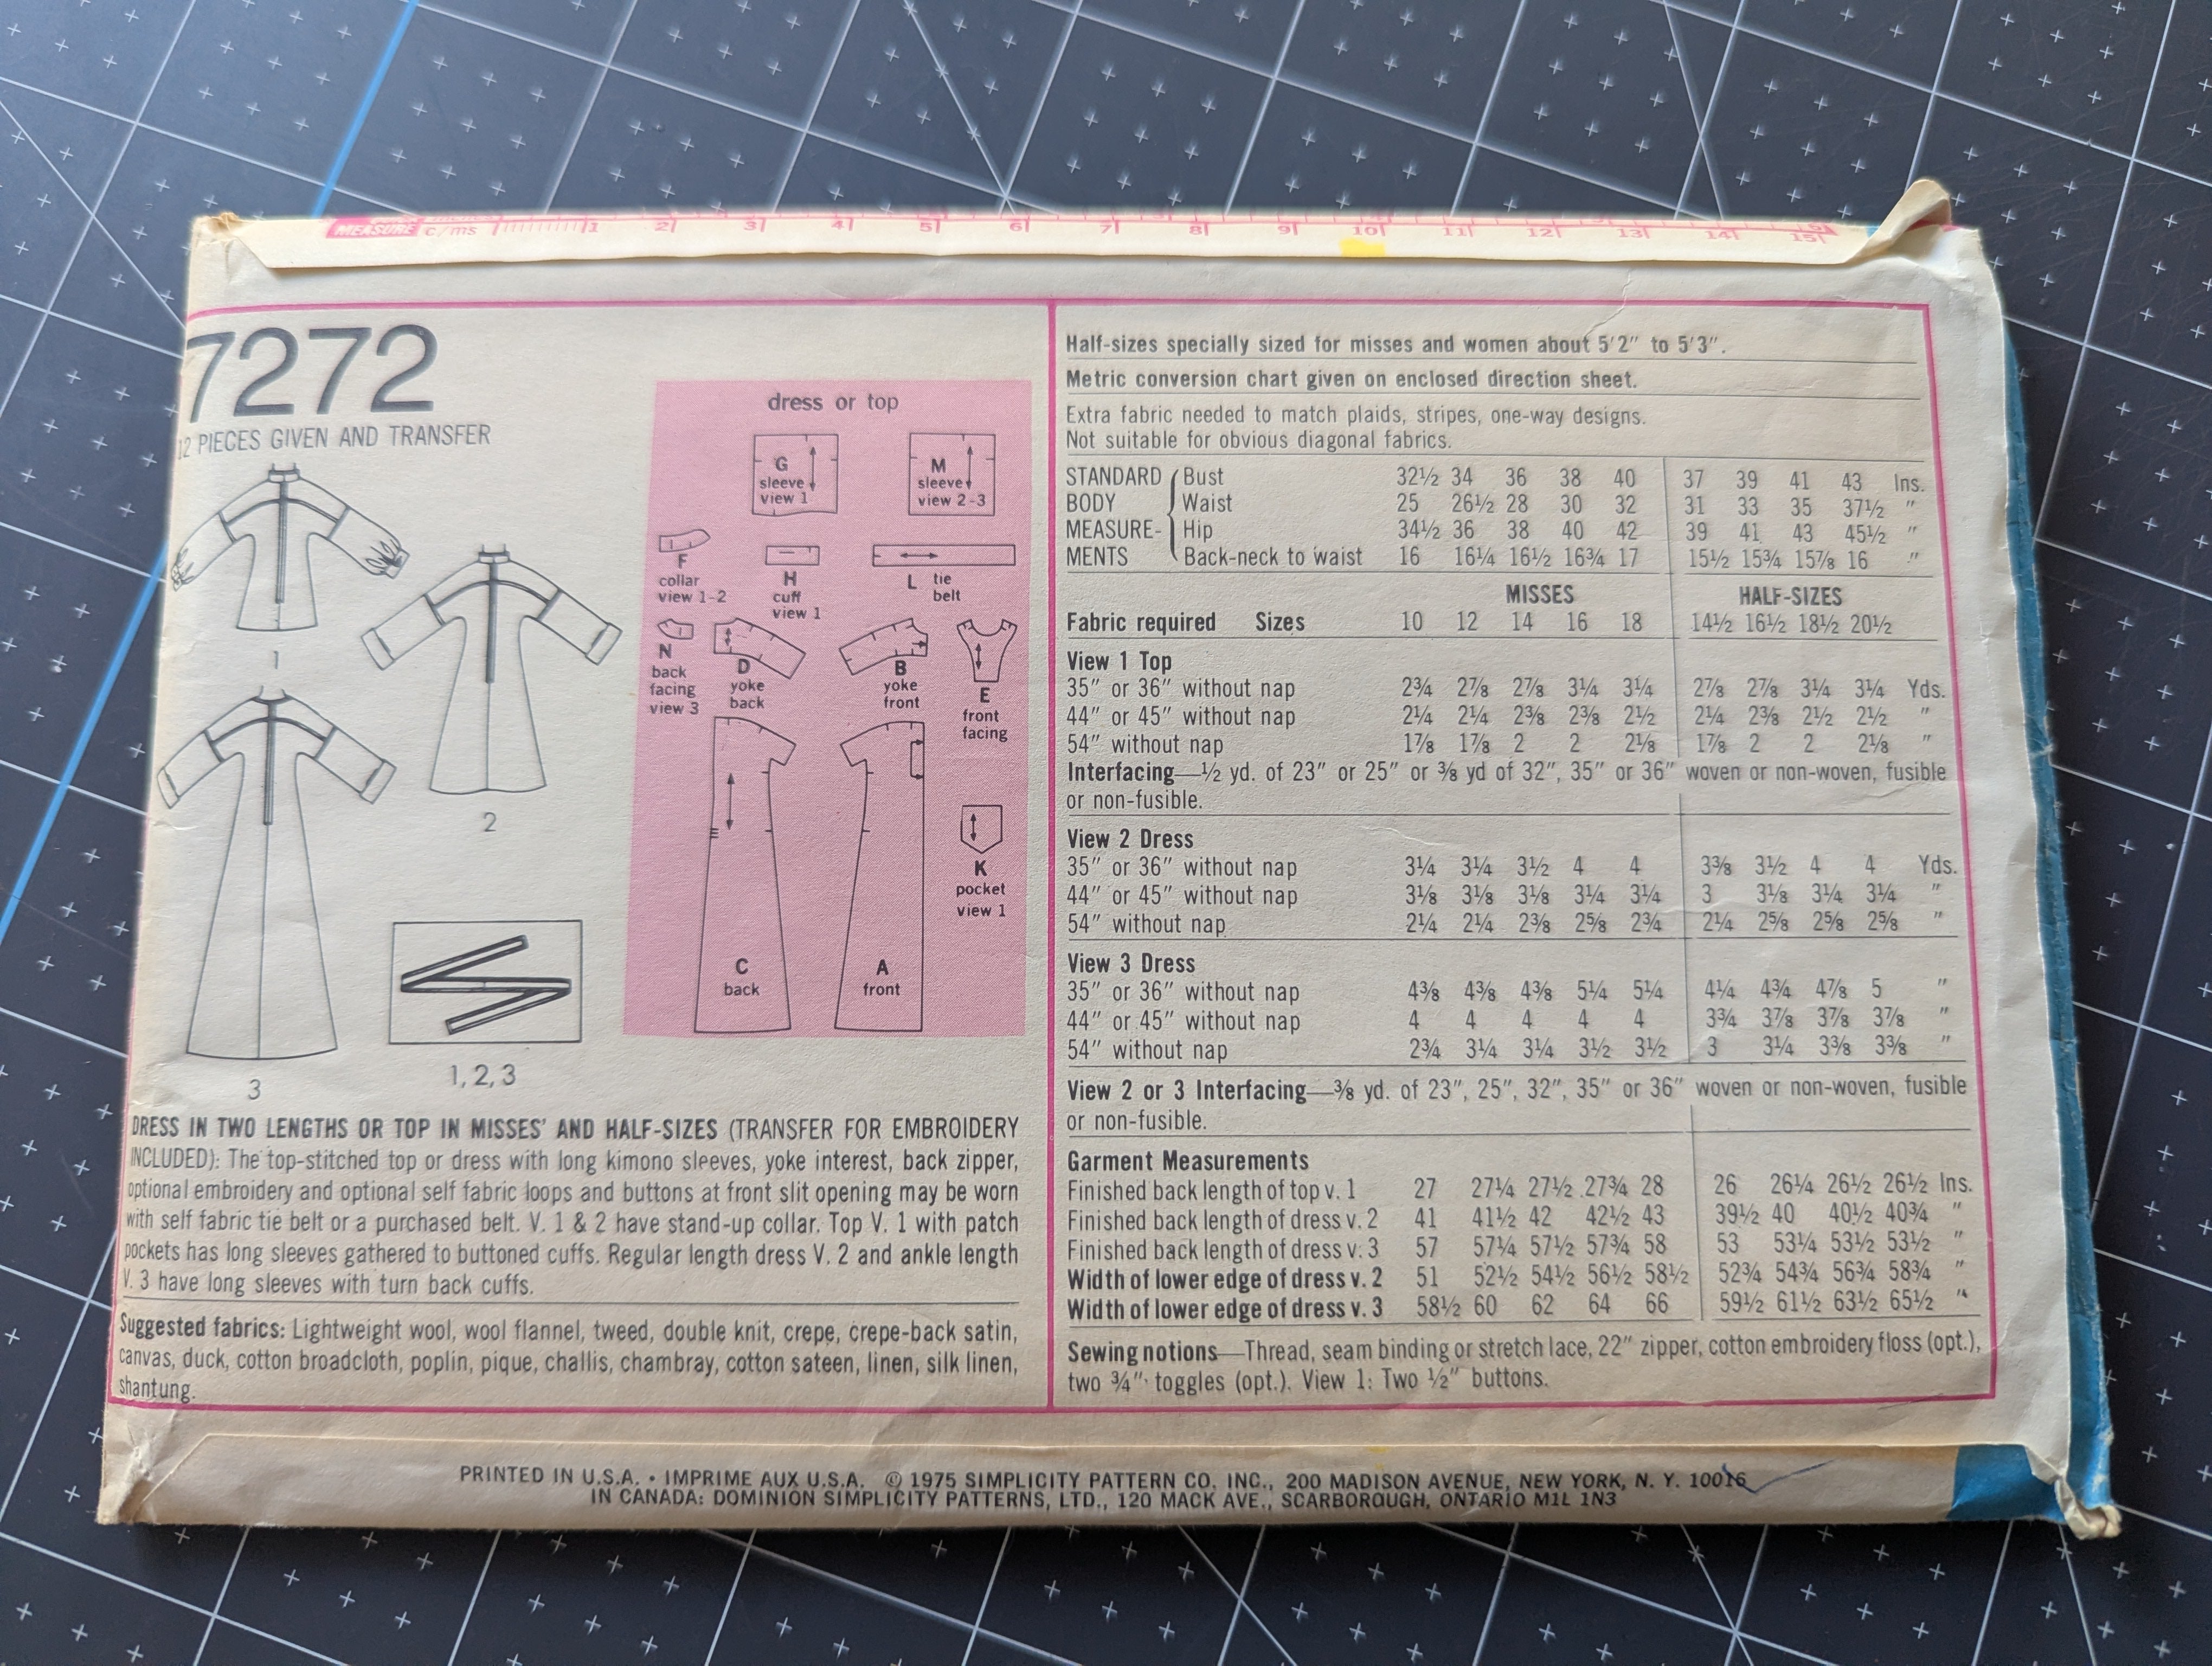 MEASURE c/ms 1 2 3 4 5 6 7 8 9 10 11 12 13 14 15
7272
12 PIECES GIVEN AND TRANSFER
1
2
3
1, 2, 3
dress or top
G
sleeve
view 1
M
sleeve
view 2-3
F
collar
view 1-2
H
cuff
view 1
L tie
belt
N
back
facing
view 3
D
yoke
back
B
yoke
front
E
front
facing
K
pocket
view 1
C
back
A
front
DRESS IN TWO LENGTHS OR TOP IN MISSES' AND HALF-SIZES (TRANSFER FOR EMBROIDERY
INCLUDED): The top-stitched top or dress with long kimono sleeves, yoke interest, back zipper,
optional embroidery and optional self fabric loops and buttons at front slit opening may be worn
with self fabric tie belt or a purchased belt. V. 1 & 2 have stand-up collar. Top V. 1 with patch
pockets has long sleeves gathered to buttoned cuffs. Regular length dress V. 2 and ankle length
V. 3 have long sleeves with turn back cuffs.
Suggested fabrics: Lightweight wool, wool flannel, tweed, double knit, crepe, crepe-back satin,
canvas, duck, cotton broadcloth, poplin, pique, challis, chambray, cotton sateen, linen, silk linen,
shantung.
Half-sizes specially sized for misses and women about 5'2" to 5'3".
Metric conversion chart given on enclosed direction sheet.
Extra fabric needed to match plaids, stripes, one-way designs.
Not suitable for obvious diagonal fabrics.
STANDARD Bust 32½ 34 36 38 40 37 39 41 43 Ins.
BODY Waist 25 26½ 28 30 32 31 33 35 37½ "
MEASURE- Hip 34½ 36 38 40 42 39 41 43 45½ "
MENTS Back-neck to waist 16 16¼ 16½ 16¾ 17 15½ 15¾ 15⅞ 16 "
MISSES HALF-SIZES
Fabric required Sizes 10 12 14 16 18 14½ 16½ 18½ 20½
View 1 Top
35" or 36" without nap 2¾ 2⅞ 2⅞ 3¼ 3¼ 2⅞ 2⅞ 3¼ 3¼ Yds.
44" or 45" without nap 2¼ 2¼ 2⅜ 2⅜ 2½ 2¼ 2⅜ 2½ 2½ "
54" without nap 1⅞ 1⅞ 2 2 2⅛ 1⅞ 2 2 2⅛ "
Interfacing—½ yd. of 23" or 25" or ⅜ yd of 32", 35" or 36" woven or non-woven, fusible
or non-fusible.
View 2 Dress
35" or 36" without nap 3¼ 3¼ 3½ 4 4 3⅜ 3½ 4 4 Yds.
44" or 45" without nap 3⅛ 3⅛ 3⅛ 3¼ 3¼ 3 3⅛ 3¼ 3¼ "
54" without nap 2¼ 2¼ 2⅜ 2⅝ 2¾ 2¼ 2⅝ 2⅝ 2⅝ "
View 3 Dress
35" or 36" without nap 4⅜ 4⅜ 4⅜ 5¼ 5¼ 4¼ 4¾ 4⅞ 5 "
44" or 45" without nap 4 4 4 4 4 3¾ 3⅞ 3⅞ 3⅞ "
54" without nap 2¾ 3¼ 3¼ 3½ 3½ 3 3¼ 3⅜ 3⅜ "
View 2 or 3 Interfacing—⅜ yd. of 23", 25", 32", 35" or 36" woven or non-woven, fusible
or non-fusible.
Garment Measurements
Finished back length of top v. 1 27 27¼ 27½ 27¾ 28 26 26¼ 26½ 26½ Ins.
Finished back length of dress v. 2 41 41½ 42 42½ 43 39½ 40 40½ 40¾ "
Finished back length of dress v. 3 57 57¼ 57½ 57¾ 58 53 53¼ 53½ 53½ "
Width of lower edge of dress v. 2 51 52½ 54½ 56½ 58½ 52¾ 54¾ 56¾ 58¾ "
Width of lower edge of dress v. 3 58½ 60 62 64 66 59½ 61½ 63½ 65½ "
Sewing notions—Thread, seam binding or stretch lace, 22" zipper, cotton embroidery floss (opt.),
two ¾" toggles (opt.). View 1: Two ½" buttons.
PRINTED IN U.S.A. • IMPRIME AUX U.S.A. © 1975 SIMPLICITY PATTERN CO. INC., 200 MADISON AVENUE, NEW YORK, N. Y. 10016
IN CANADA: DOMINION SIMPLICITY PATTERNS, LTD., 120 MACK AVE., SCARBOROUGH, ONTARIO M1L 1N3